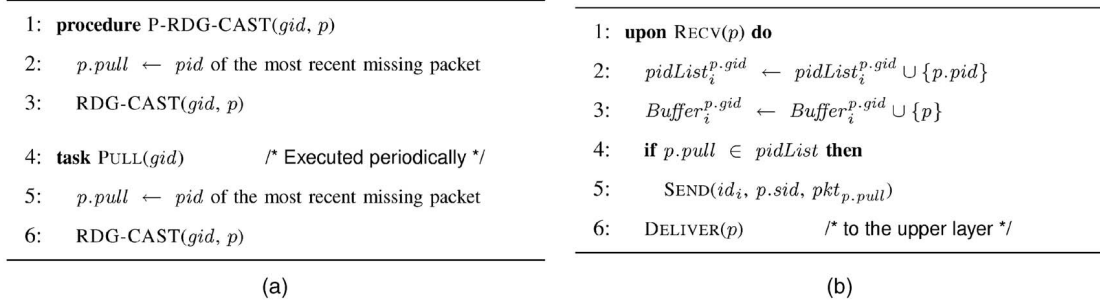 1: procedure P-RDG-CAST(gid, p)
2: p.pull ← pid of the most recent missing packet
3: RDG-CAST(gid, p)
4: task PULL(gid) /* Executed periodically */
5: p.pull ← pid of the most recent missing packet
6: RDG-CAST(gid, p)
(a)
1: upon RECV(p) do
2: pidList_i^{p.gid} ← pidList_i^{p.gid} ∪ {p.pid}
3: Buffer_i^{p.gid} ← Buffer_i^{p.gid} ∪ {p}
4: if p.pull ∈ pidList then
5: SEND(id_i, p.sid, pkt_{p.pull})
6: DELIVER(p) /* to the upper layer */
(b)